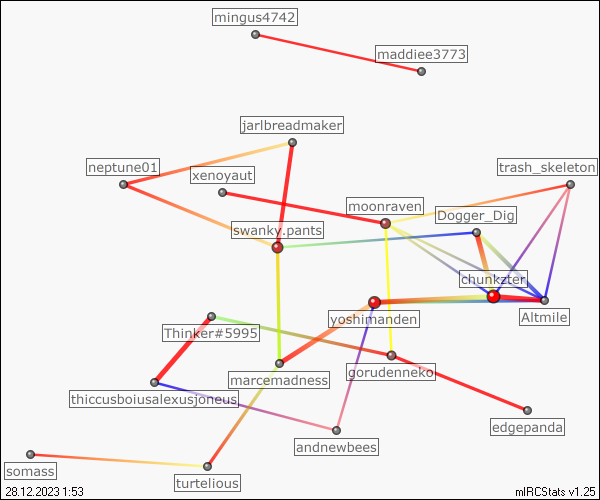 mingus4742
maddiee3773
jarlbreadmaker
neptune01
trash_skeleton
xenoyaut
moonraven
Dogger_Dig
swanky.pants
chunkzter
yoshimanden
Altmile
Thinker#5995
gorudenneko
marcemadness
thiccusboiusalexusjoneus
edgepanda
andnewbees
somass
turtelious
28.12.2023 1:53
mIRCStats v1.25